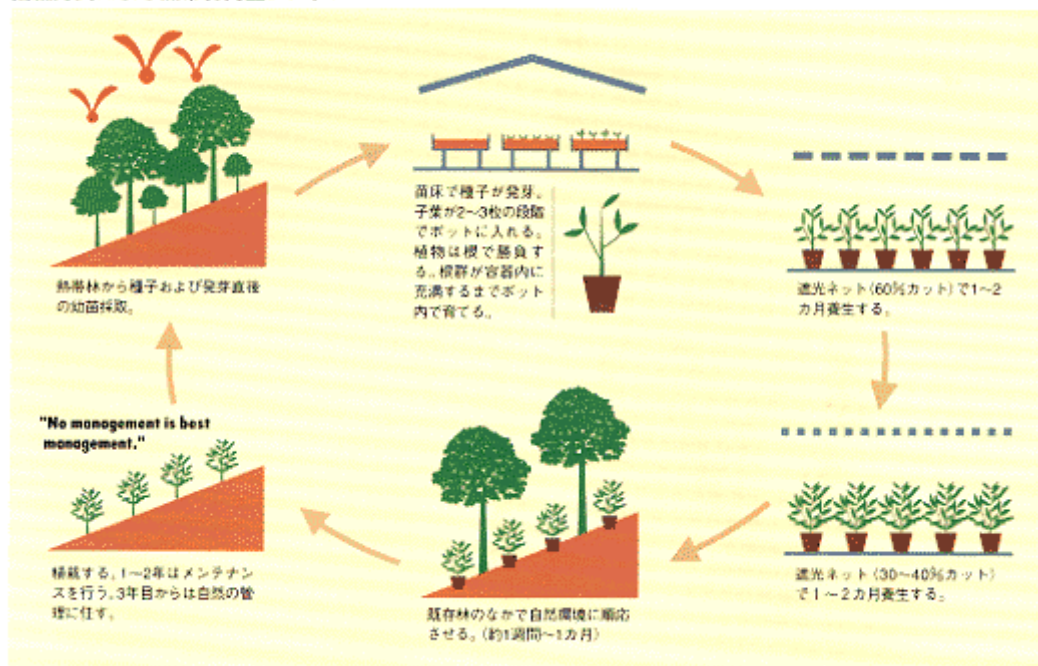 熱帯林から種子および発芽直後
の幼苗採取。
苗床で種子が発芽。
子葉が2〜3枚の段階
でポットに入れる。
植物は根で勝負す
る。根群が容器内に
充満するまでポット
内で育てる。
遮光ネット(60%カット)で1〜2
カ月養生する。
遮光ネット(30〜40%カット)
で1〜2カ月養生する。
既存林のなかで自然環境に順応
させる。(約1週間〜1カ月)
"No management is best
management."
植栽する。1〜2年はメンテナン
スを行う。3年目からは自然の管
理に任す。